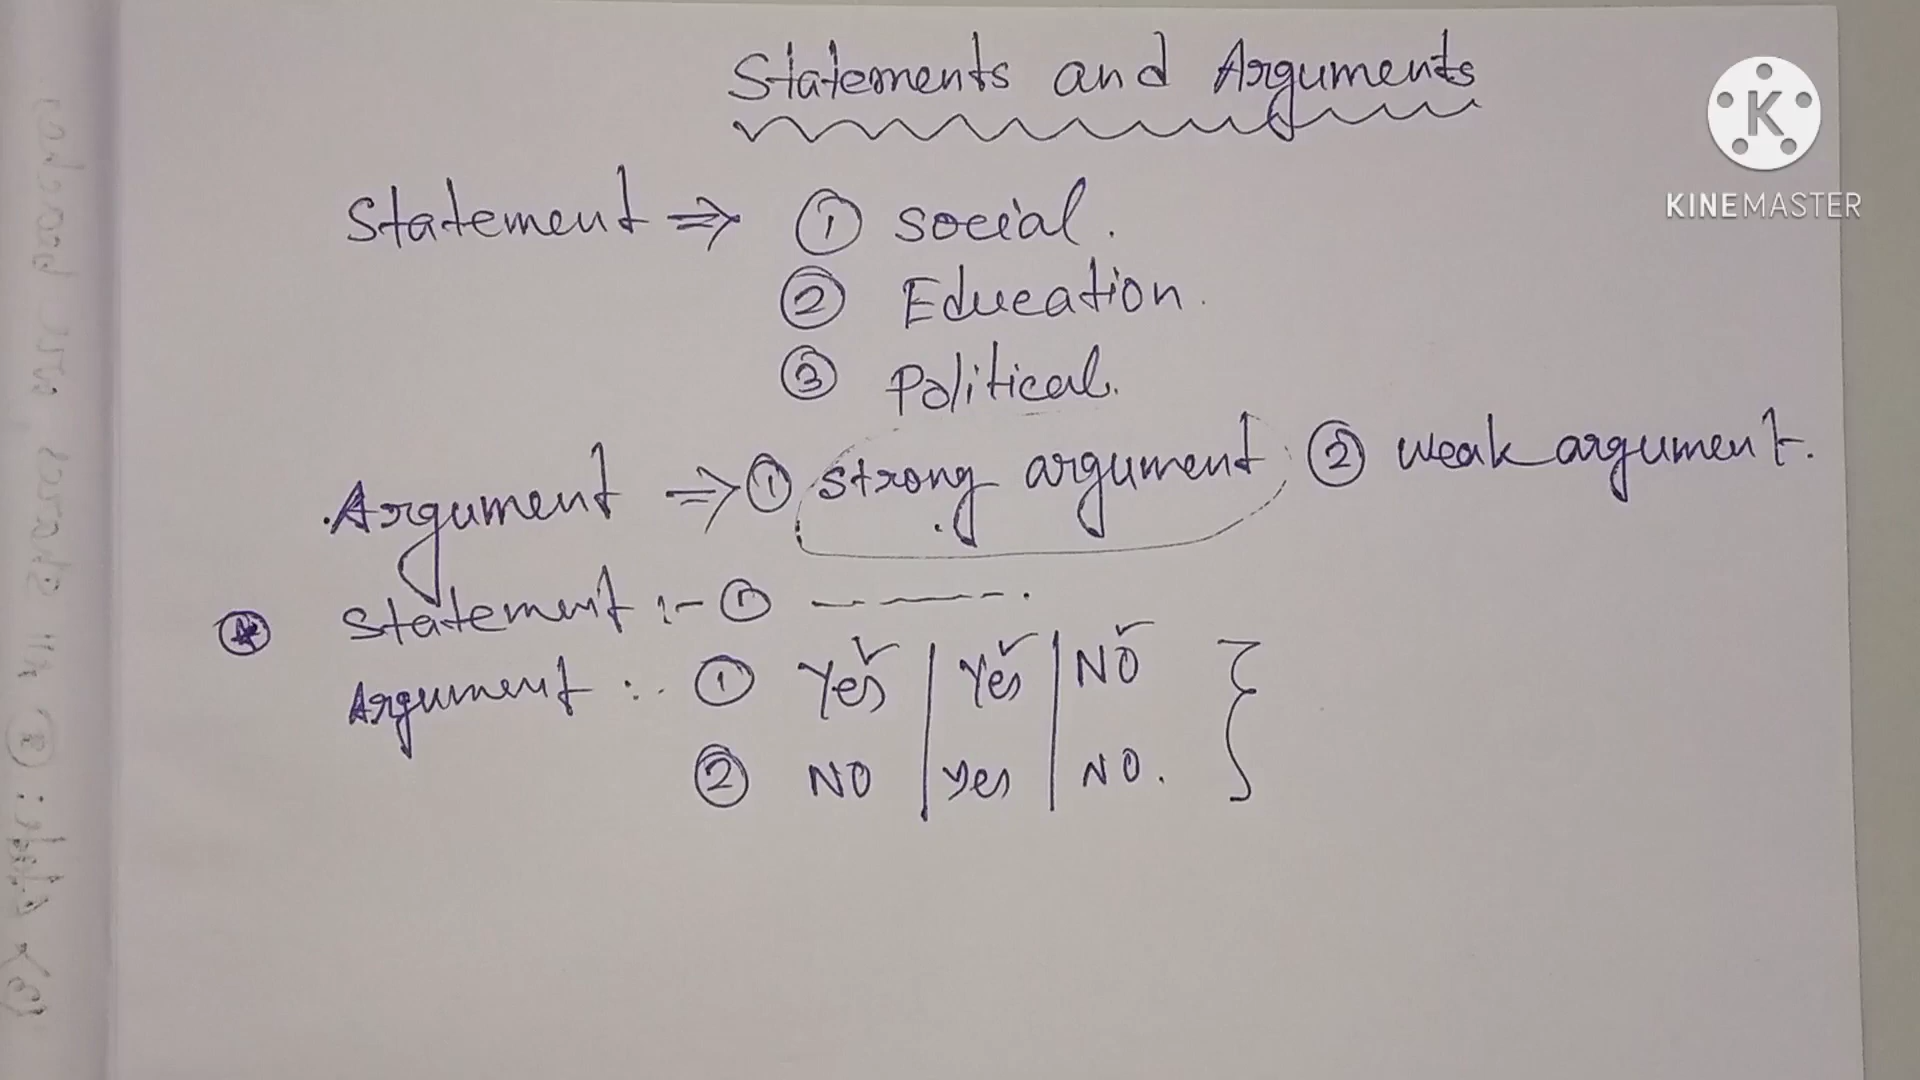 Statements and Arguments
K
KINEMASTER
Statement ⇒ ① social.
② Education.
③ Political.
Argument ⇒ ① strong argument ② weak argument.
Statement :- ① ------.
Argument :. ① Yes | Yes | NO
② NO | yes | NO.